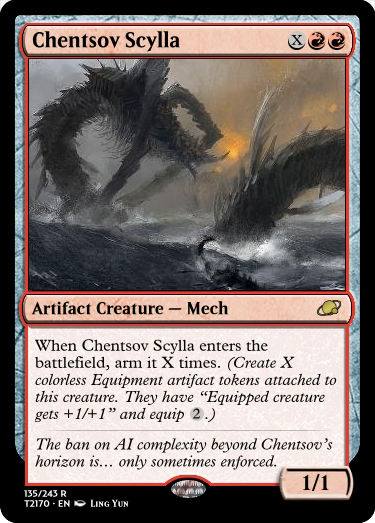 Chentsov Scylla X
Artifact Creature — Mech
When Chentsov Scylla enters the
battlefield, arm it X times. (Create X
colorless Equipment artifact tokens attached to
this creature. They have “Equipped creature
gets +1/+1” and equip 2.)
The ban on AI complexity beyond Chentsov’s
horizon is… only sometimes enforced.
1/1
135/243 R
T2170 • EN Ling Yun